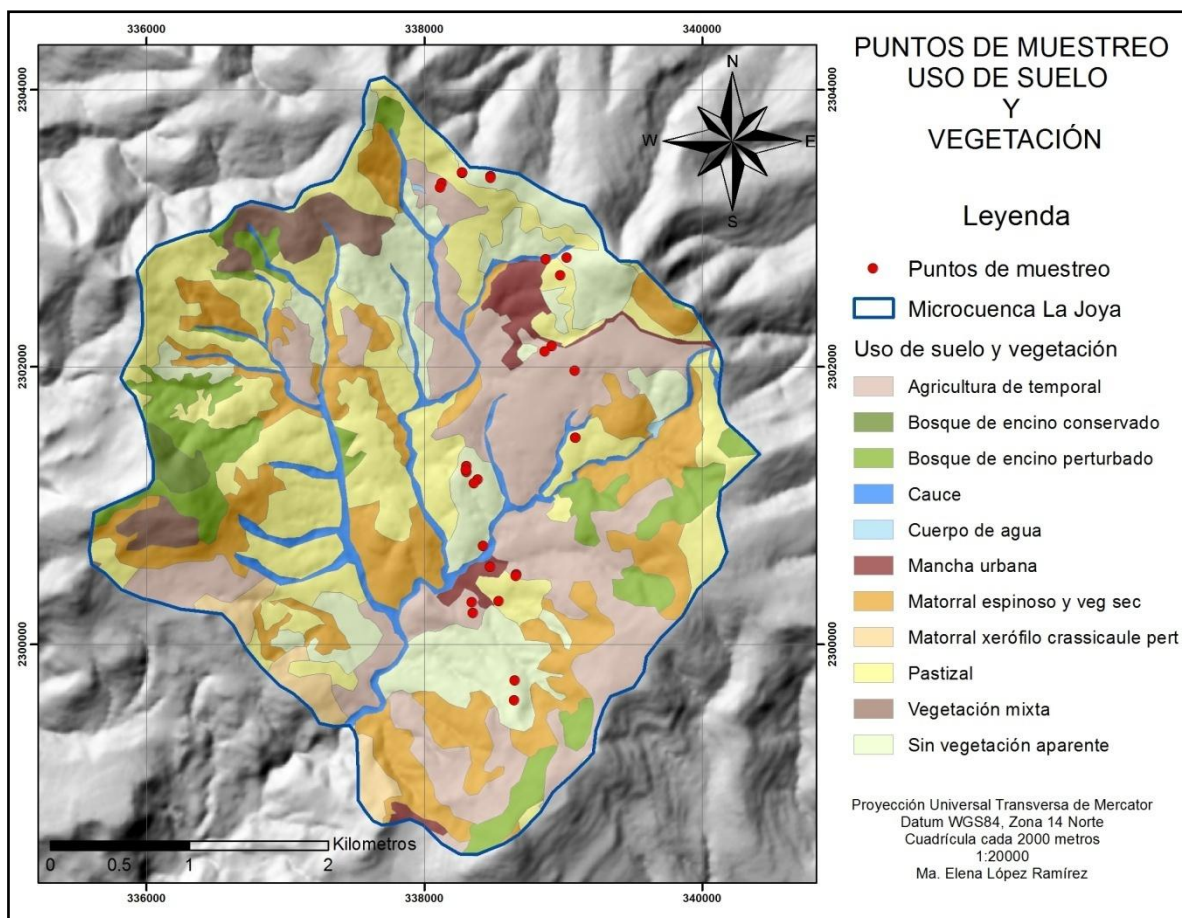 336000
338000
340000
2304000
2304000
2302000
2302000
2300000
2300000
336000
338000
340000
Kilometros
0
0.5
1
2
PUNTOS DE MUESTREO
USO DE SUELO
Y
VEGETACIÓN
N
W
E
S
Leyenda
Puntos de muestreo
Microcuenca La Joya
Uso de suelo y vegetación
Agricultura de temporal
Bosque de encino conservado
Bosque de encino perturbado
Cauce
Cuerpo de agua
Mancha urbana
Matorral espinoso y veg sec
Matorral xerófilo crassicaule pert
Pastizal
Vegetación mixta
Sin vegetación aparente
Proyección Universal Transversa de Mercator
Datum WGS84, Zona 14 Norte
Cuadrícula cada 2000 metros
1:20000
Ma. Elena López Ramírez